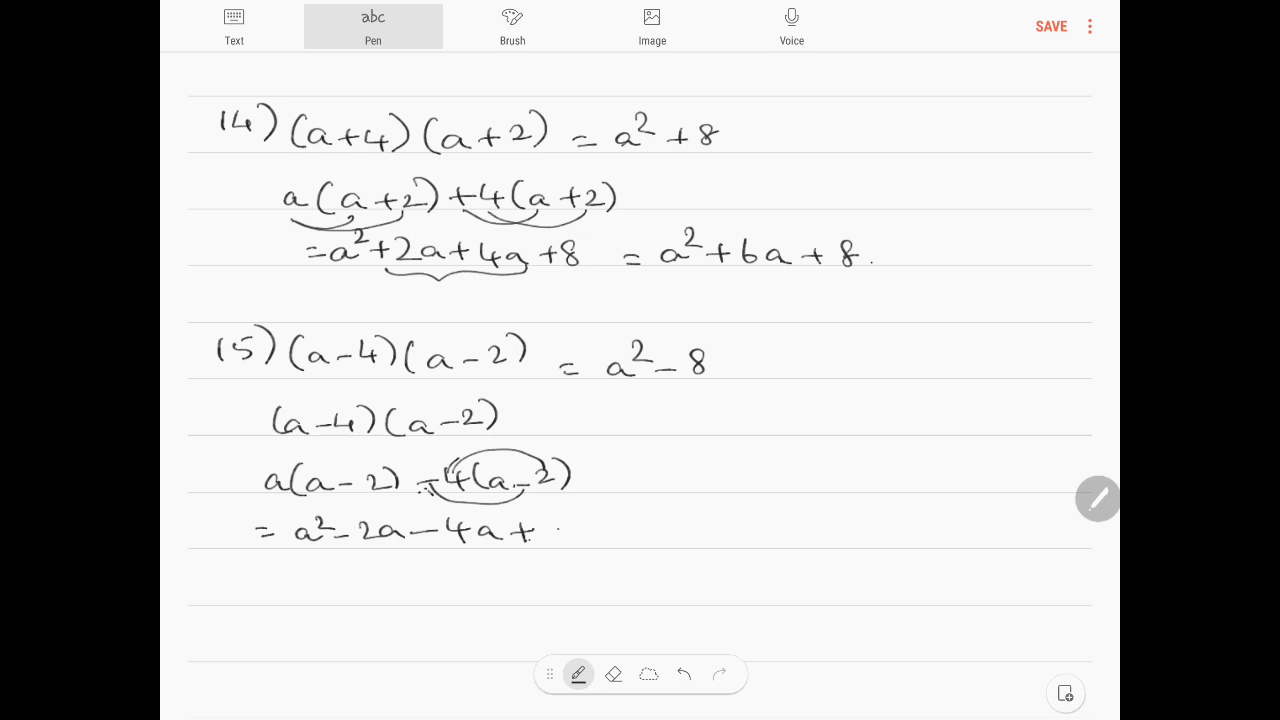 Text
Pen
Brush
Image
Voice
SAVE
abc
14) (a+4)(a+2) = a² +8
a(a+2)+4(a+2)
=a²+2a+4a+8 = a²+6a+8.
15) (a-4)(a-2) = a²-8
(a-4)(a-2)
a(a-2) -4(a-2)
= a²-2a-4a+